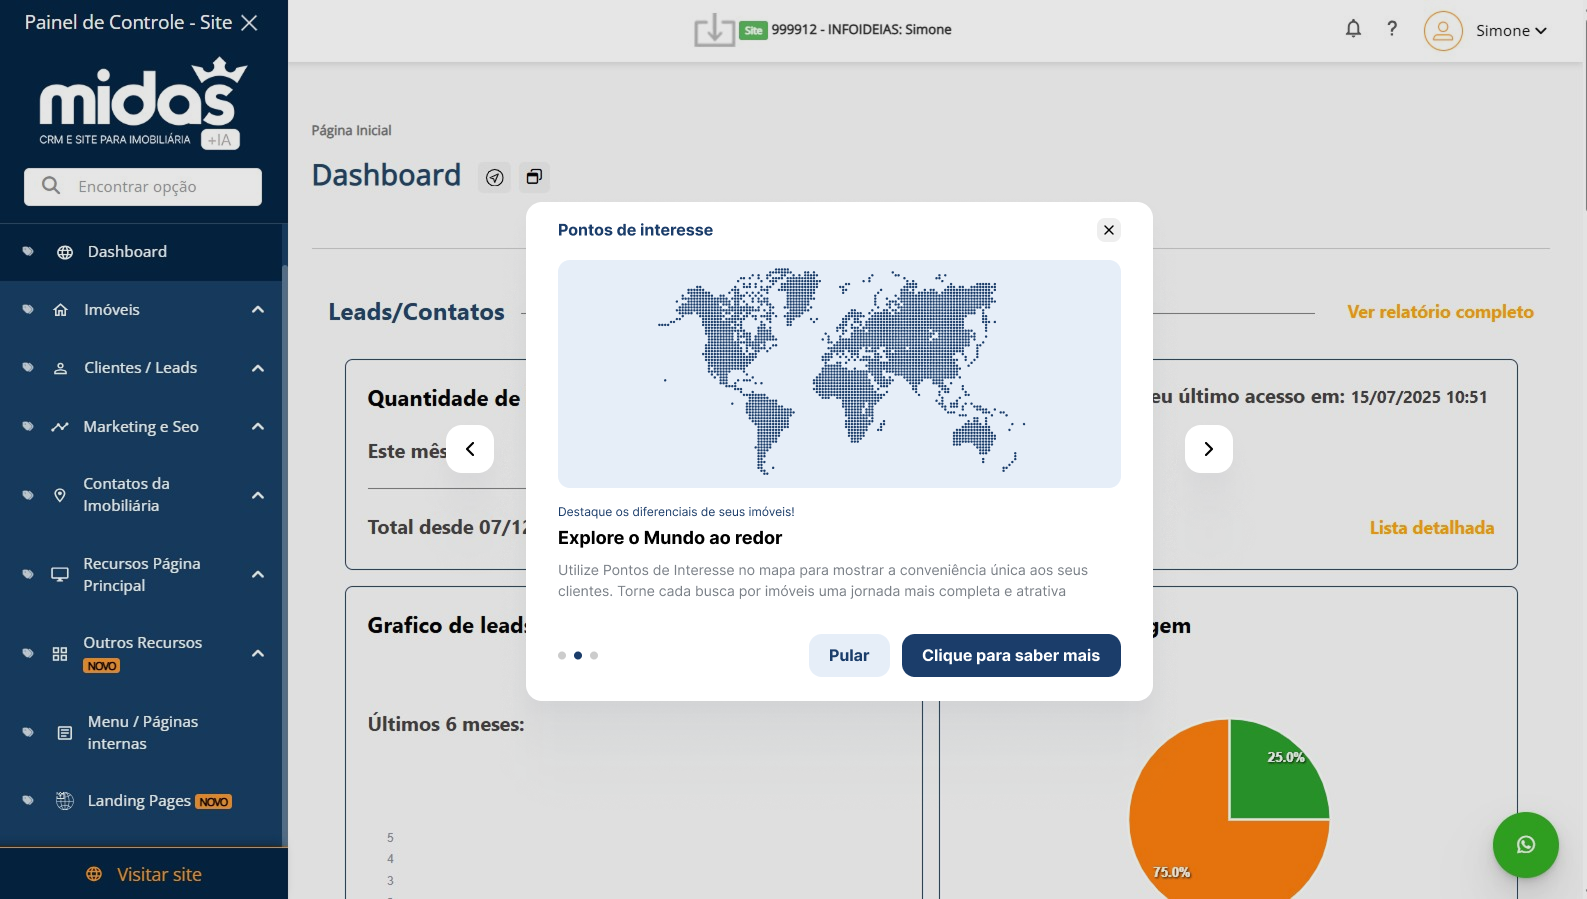 Painel de Controle - Site
midas
CRM E SITE PARA IMOBILIÁRIA +IA
Encontrar opção
Dashboard
Imóveis
Clientes / Leads
Marketing e Seo
Contatos da
Imobiliária
Recursos Página
Principal
Outros Recursos
NOVO
Menu / Páginas
internas
Landing Pages NOVO
Visitar site
Site 999912 - INFOIDEIAS: Simone
? Simone
Página Inicial
Dashboard
Leads/Contatos
Ver relatório completo
Quantidade de
eu último acesso em: 15/07/2025 10:51
Este mês
Total desde 07/12
Lista detalhada
Grafico de leads
gem
Últimos 6 meses:
5
4
3
25.0%
75.0%
Pontos de interesse
Destaque os diferenciais de seus imóveis!
Explore o Mundo ao redor
Utilize Pontos de Interesse no mapa para mostrar a conveniência única aos seus
clientes. Torne cada busca por imóveis uma jornada mais completa e atrativa
Pular
Clique para saber mais